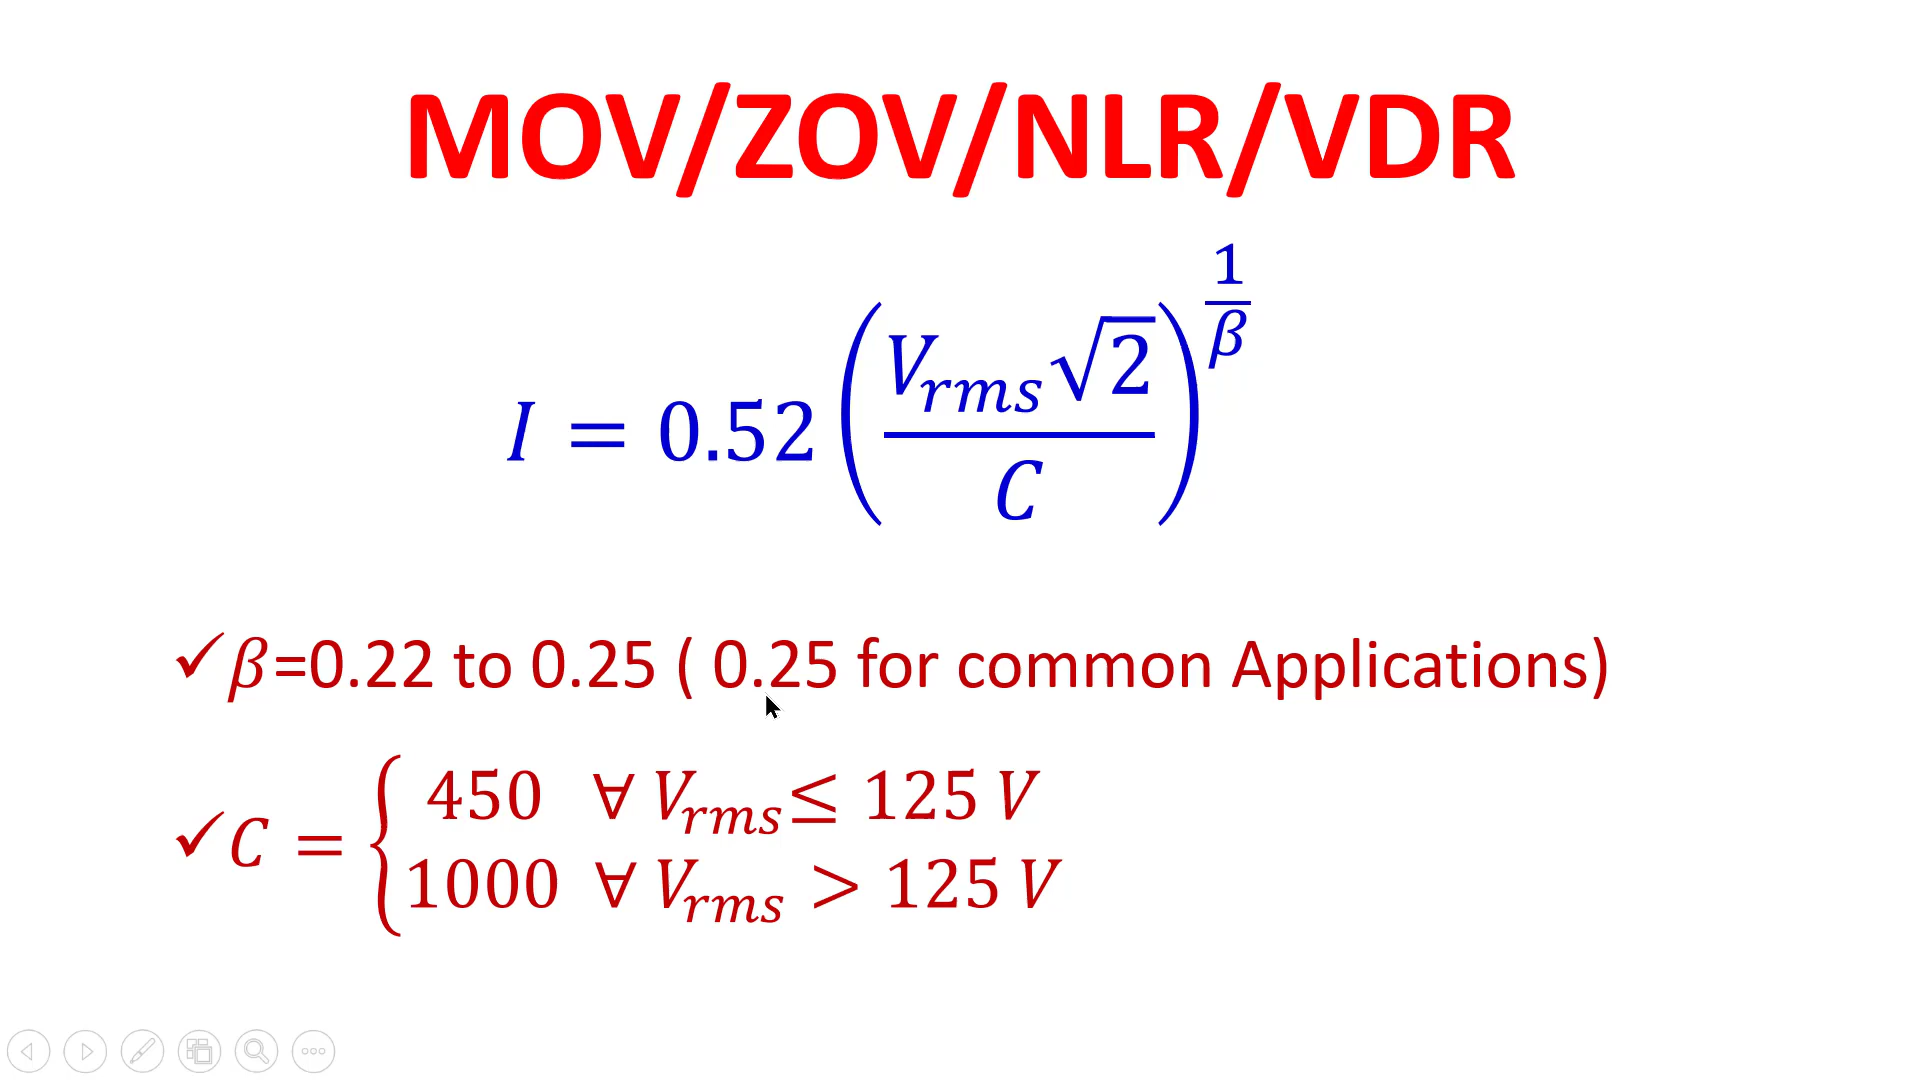 MOV/ZOV/NLR/VDR
I = 0.52 (V_rms√2 / C)^(1/β)
✓β=0.22 to 0.25 ( 0.25 for common Applications)
✓C = { 450 ∀ V_rms ≤ 125 V
1000 ∀ V_rms > 125 V